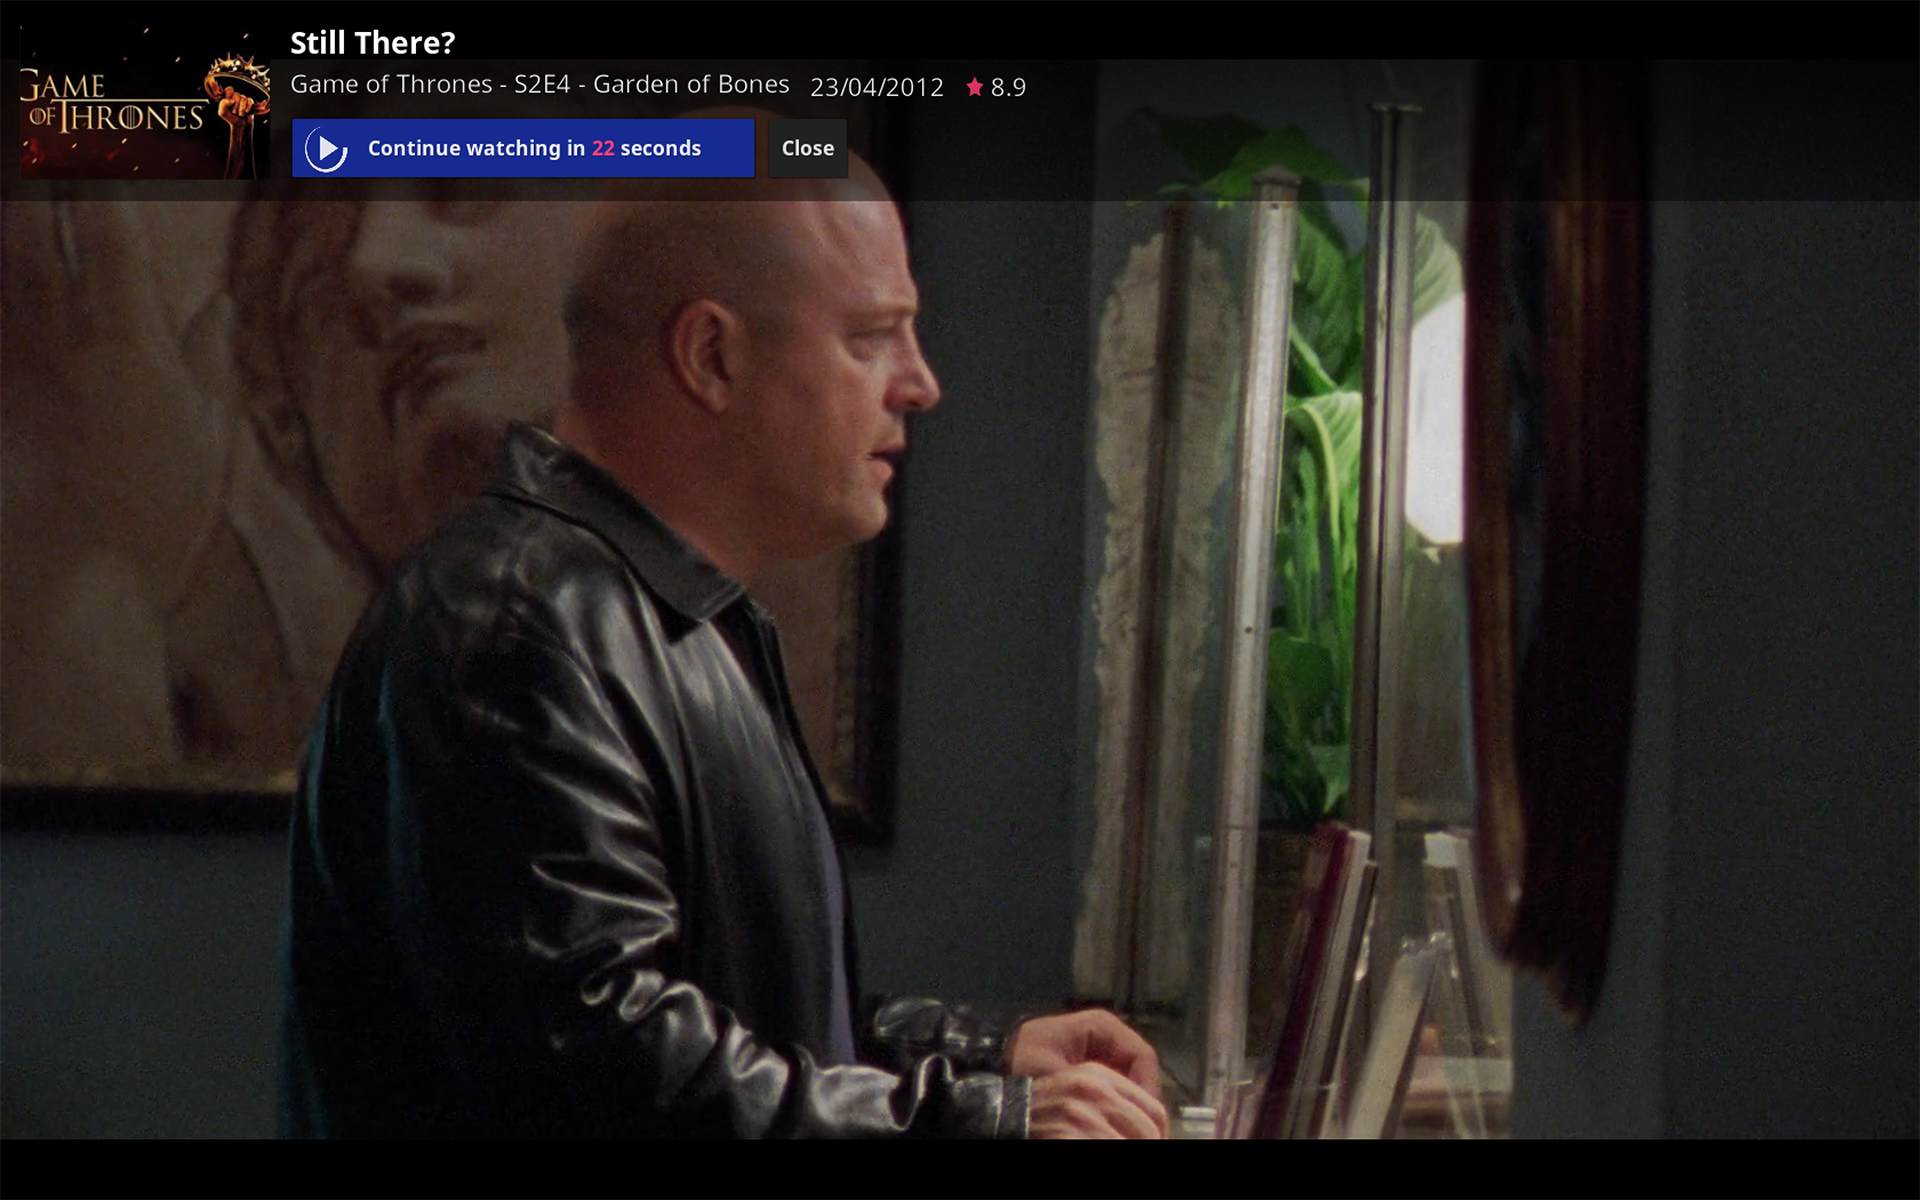 GAME
OF THRONES
Still There?
Game of Thrones - S2E4 - Garden of Bones 23/04/2012 8.9
Continue watching in 22 seconds
Close